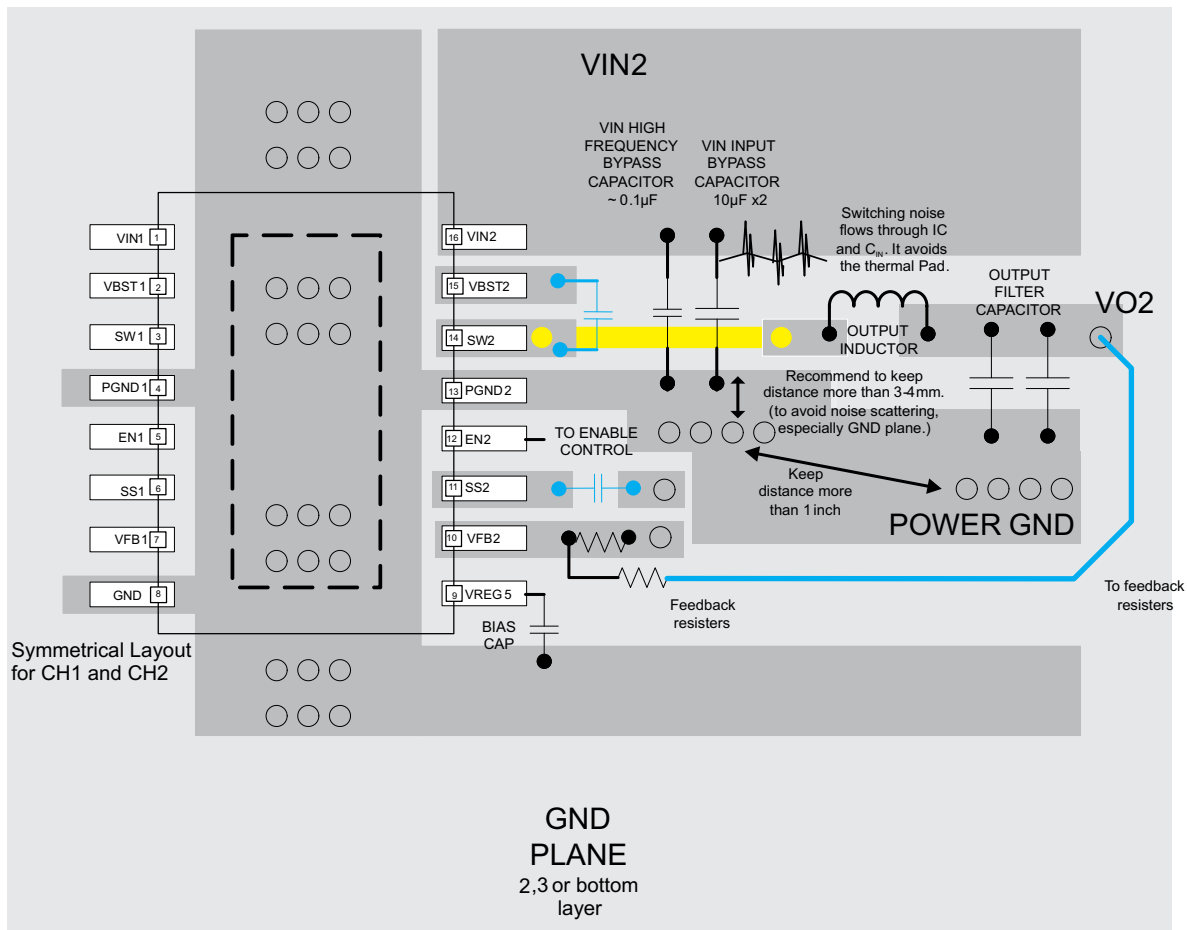 VIN2
VIN HIGH
FREQUENCY
BYPASS
CAPACITOR
~ 0.1µF
VIN INPUT
BYPASS
CAPACITOR
10µF x2
Switching noise
flows through IC
and CIN. It avoids
the thermal Pad.
OUTPUT
FILTER
CAPACITOR
VO2
OUTPUT
INDUCTOR
VIN1 1
VBST1 2
SW1 3
PGND1 4
EN1 5
SS1 6
VFB1 7
GND 8
16 VIN2
15 VBST2
14 SW2
13 PGND2
12 EN2
11 SS2
10 VFB2
9 VREG5
Recommend to keep
distance more than 3-4mm.
(to avoid noise scattering,
especially GND plane.)
TO ENABLE
CONTROL
Keep
distance more
than 1 inch
POWER GND
To feedback
resisters
Feedback
resisters
BIAS
CAP
Symmetrical Layout
for CH1 and CH2
GND
PLANE
2,3 or bottom
layer